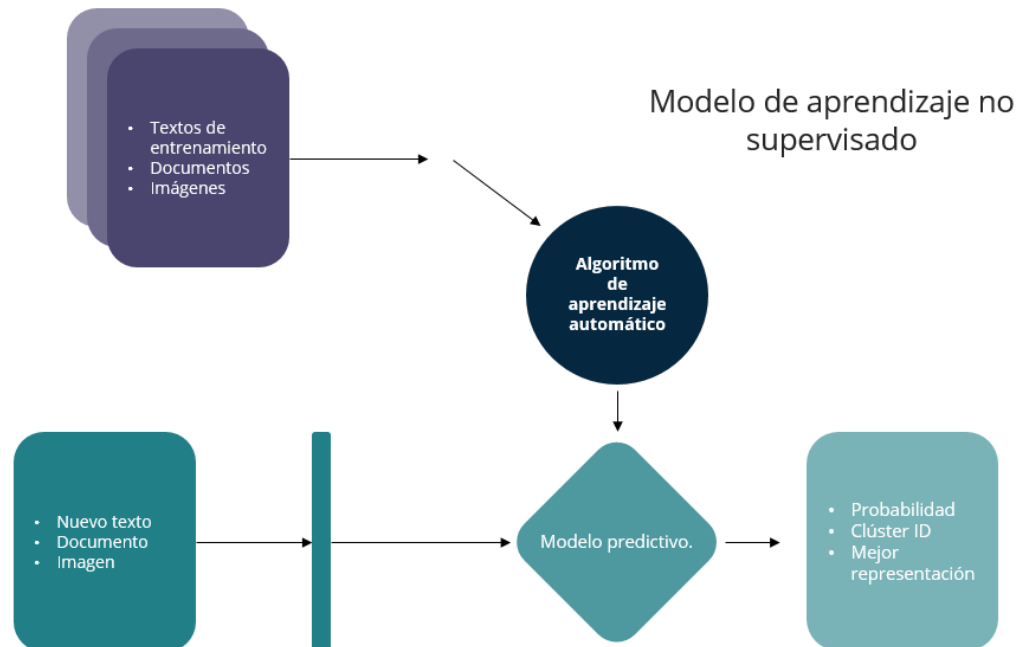 Modelo de aprendizaje no
supervisado
• Textos de
entrenamiento
• Documentos
• Imágenes
Algoritmo
de
aprendizaje
automático
• Nuevo texto
• Documento
• Imagen
Modelo predictivo.
• Probabilidad
• Clúster ID
• Mejor
representación